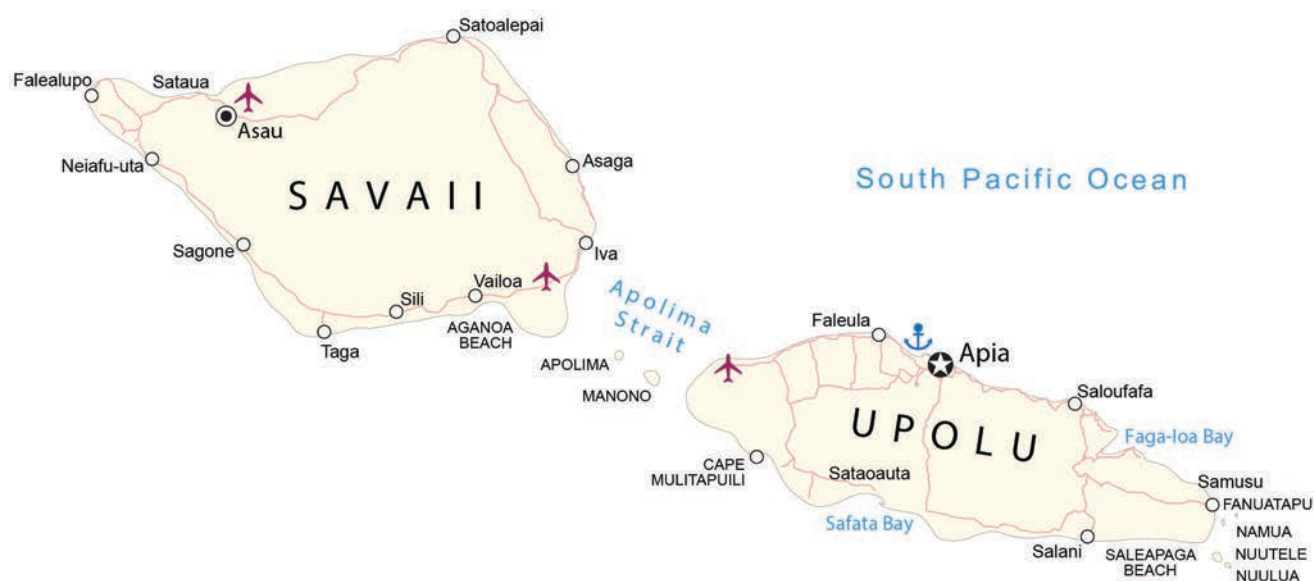 Satoalepai
Falealupo
Sataua
Asau
Neiafu-uta
Asaga
SAVAII
South Pacific Ocean
Sagone
Iva
Vailoa
Sili
AGANOA
BEACH
Taga
Apolima
Strait
APOLIMA
MANONO
Faleula
Apia
Saloufafa
UPOLU
Faga-loa Bay
CAPE
MULITAPUILI
Sataoauta
Samusu
FANUATAPU
Safata Bay
NAMUA
Salani
SALEAPAGA
BEACH
NUUTELE
NUULUA